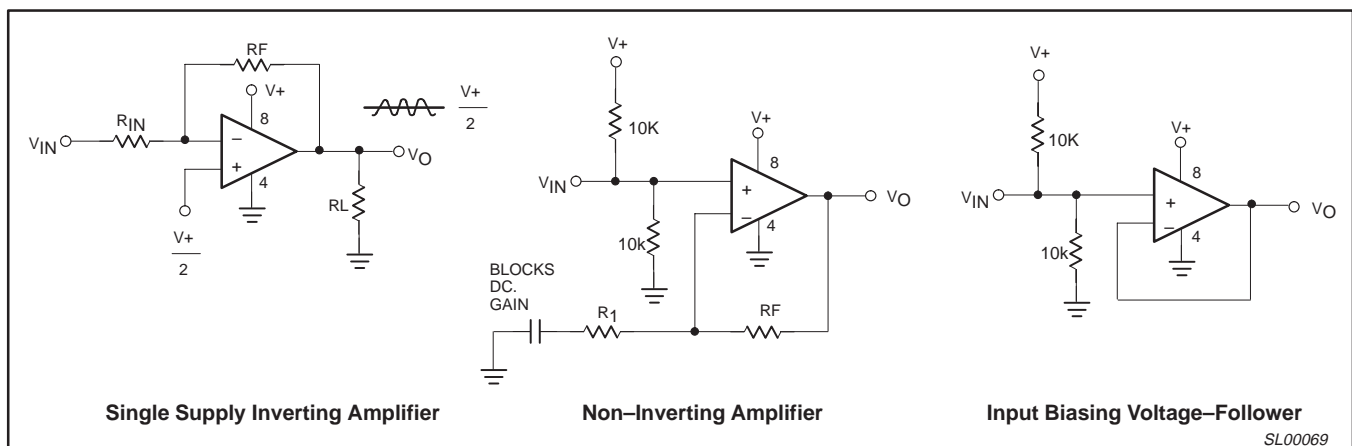 RF
V+
8
RIN
VIN
−
+
4
VO
RL
V+
2
V+
2
V+
10K
V+
8
VIN
+
−
4
VO
10k
BLOCKS
DC.
GAIN
R1
RF
V+
10K
V+
8
VIN
+
−
4
VO
10k
Single Supply Inverting Amplifier
Non–Inverting Amplifier
Input Biasing Voltage–Follower
SL00069